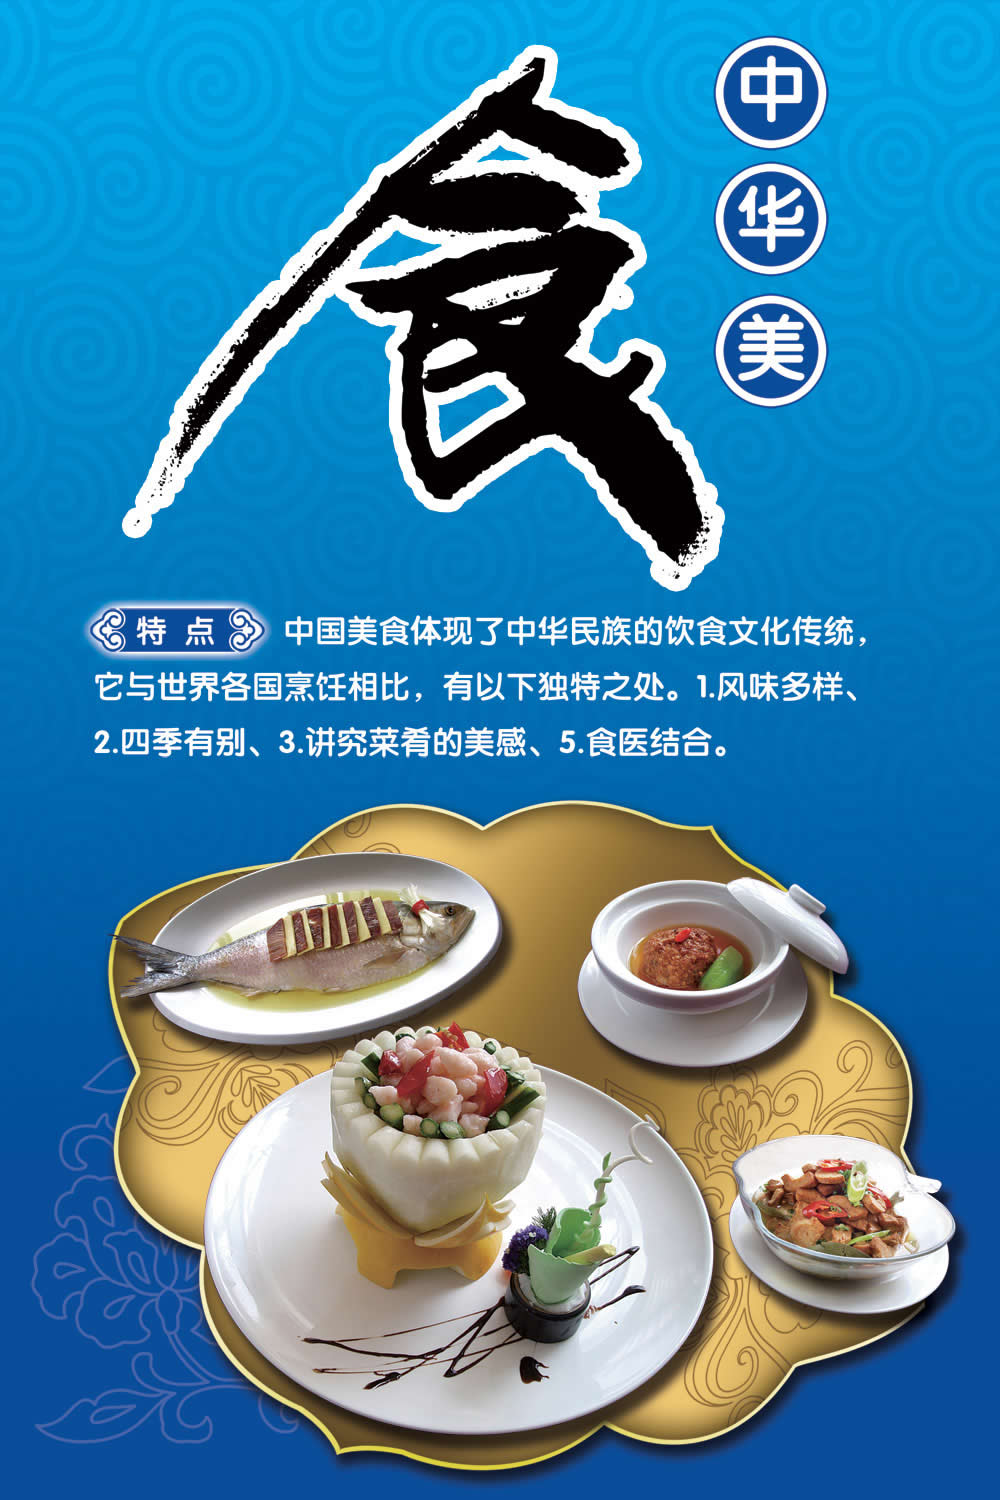 中
华
美
食
特点 中国美食体现了中华民族的饮食文化传统，
它与世界各国烹饪相比，有以下独特之处。1.风味多样、
2.四季有别、3.讲究菜肴的美感、5.食医结合。